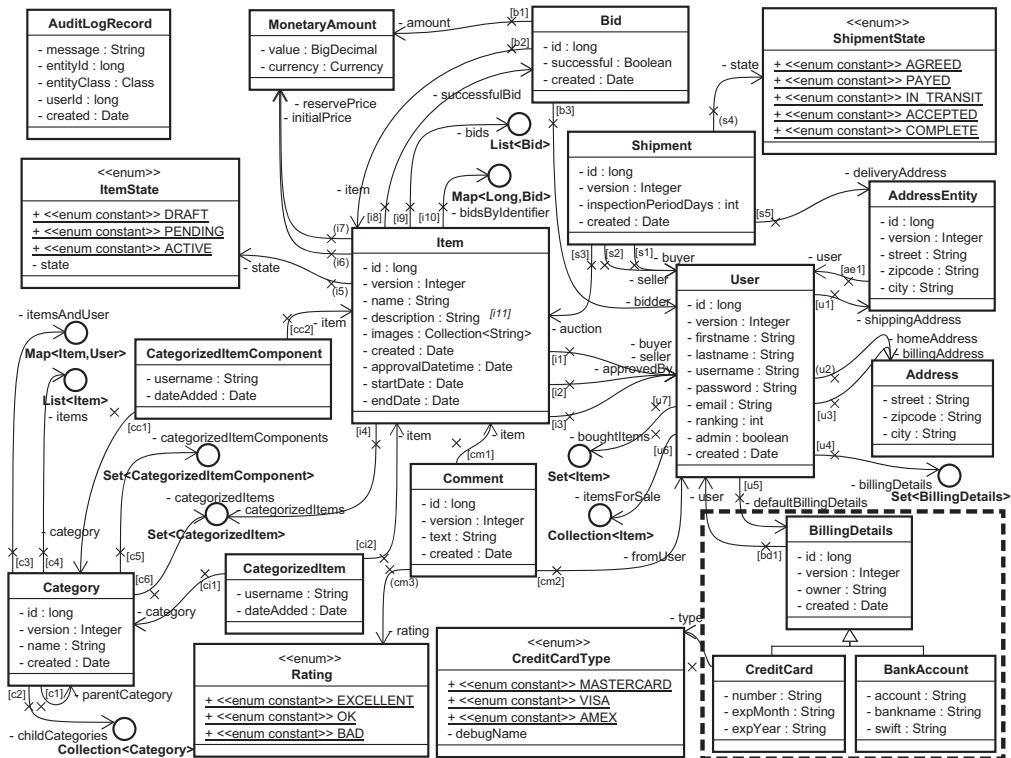 AuditLogRecord
- message : String
- entityId : long
- entityClass : Class
- userId : long
- created : Date
MonetaryAmount
- value : BigDecimal
- currency : Currency
- amount
[b1]
[b2]
Bid
- id : long
- successful : Boolean
- created : Date
[b3]
<<enum>>
ShipmentState
+ <<enum constant>> AGREED
+ <<enum constant>> PAYED
+ <<enum constant>> IN_TRANSIT
+ <<enum constant>> ACCEPTED
+ <<enum constant>> COMPLETE
- state
(s4)
- reservePrice
- initialPrice
- successfulBid
- bids
List<Bid>
Map<Long,Bid>
- bidsByIdentifier
- item
[i8]
[i9]
[i10]
Shipment
- id : long
- version : Integer
- inspectionPeriodDays : int
- created : Date
[s5]
[s3]
[s2]
[s1]
- deliveryAddress
AddressEntity
- id : long
- version : Integer
- street : String
- zipcode : String
- city : String
<<enum>>
ItemState
+ <<enum constant>> DRAFT
+ <<enum constant>> PENDING
+ <<enum constant>> ACTIVE
- state
- state
(i7)
(i6)
(i5)
Item
- id : long
- version : Integer
- name : String
- description : String [i11]
- images : Collection<String>
- created : Date
- approvalDatetime : Date
- startDate : Date
- endDate : Date
- buyer
- seller
- bidder
- auction
[i1]
[i2]
[i3]
[i4]
- buyer
- seller
- approvedBy
User
- id : long
- version : Integer
- firstname : String
- lastname : String
- username : String
- password : String
- email : String
- ranking : int
- admin : boolean
- created : Date
- user
[ae1]
[u1]
- shippingAddress
- homeAddress
- billingAddress
(u2)
[u3]
[u4]
[u5]
[u6]
[u7]
Address
- street : String
- zipcode : String
- city : String
- itemsAndUser
Map<Item,User>
List<Item>
- items
[cc2]
- item
CategorizedItemComponent
- username : String
- dateAdded : Date
[cc1]
- categorizedItemComponents
Set<CategorizedItemComponent>
- categorizedItems
- categorizedItems
Set<CategorizedItem>
- item
- item
[cm1]
Comment
- id : long
- version : Integer
- text : String
- created : Date
[cm2]
(cm3)
- boughtItems
Set<Item>
- itemsForSale
Collection<Item>
- fromUser
- user
- defaultBillingDetails
- billingDetails
Set<BillingDetails>
- category
[c3]
[c4]
[c5]
[c6]
Category
- id : long
- version : Integer
- name : String
- created : Date
[c2]
[c1]
- parentCategory
- childCategories
Collection<Category>
[ci1]
[ci2]
- category
CategorizedItem
- username : String
- dateAdded : Date
- rating
<<enum>>
Rating
+ <<enum constant>> EXCELLENT
+ <<enum constant>> OK
+ <<enum constant>> BAD
<<enum>>
CreditCardType
+ <<enum constant>> MASTERCARD
+ <<enum constant>> VISA
+ <<enum constant>> AMEX
- debugName
- type
[bd1]
BillingDetails
- id : long
- version : Integer
- owner : String
- created : Date
CreditCard
- number : String
- expMonth : String
- expYear : String
BankAccount
- account : String
- bankname : String
- swift : String